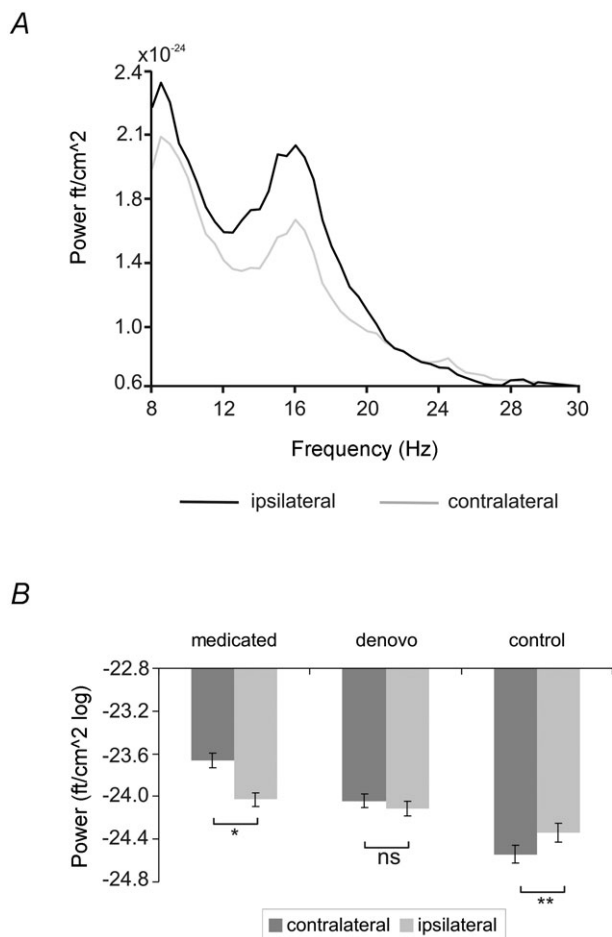 A
x10-24
2.4
2.1
1.8
1.4
1.0
0.6
Power ft/cm^2
8 12 16 20 24 28 30
Frequency (Hz)
ipsilateral contralateral
B
medicated denovo control
-22.8
-23.2
-23.6
-24.0
-24.4
-24.8
Power (ft/cm^2 log)
* ns **
contralateral ipsilateral